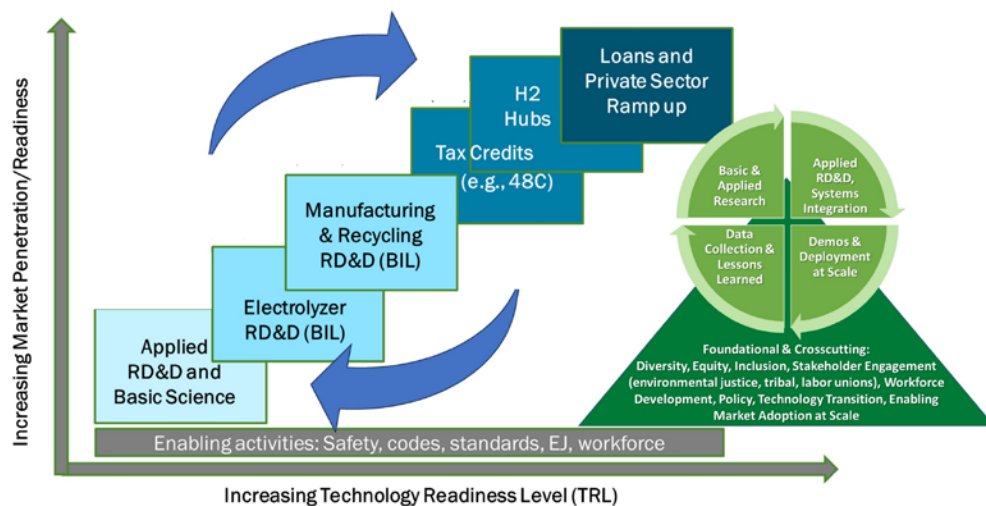 Increasing Market Penetration/Readiness
Loans and
Private Sector
Ramp up
H2
Hubs
Tax Credits
(e.g., 48C)
Manufacturing
& Recycling
RD&D (BIL)
Electrolyzer
RD&D (BIL)
Applied
RD&D and
Basic Science
Enabling activities: Safety, codes, standards, EJ, workforce
Increasing Technology Readiness Level (TRL)
Basic &
Applied
Research
Applied
RD&D,
Systems
Integration
Data
Collection &
Lessons
Learned
Demos &
Deployment
at Scale
Foundational & Crosscutting:
Diversity, Equity, Inclusion, Stakeholder Engagement
(environmental justice, tribal, labor unions), Workforce
Development, Policy, Technology Transition, Enabling
Market Adoption at Scale